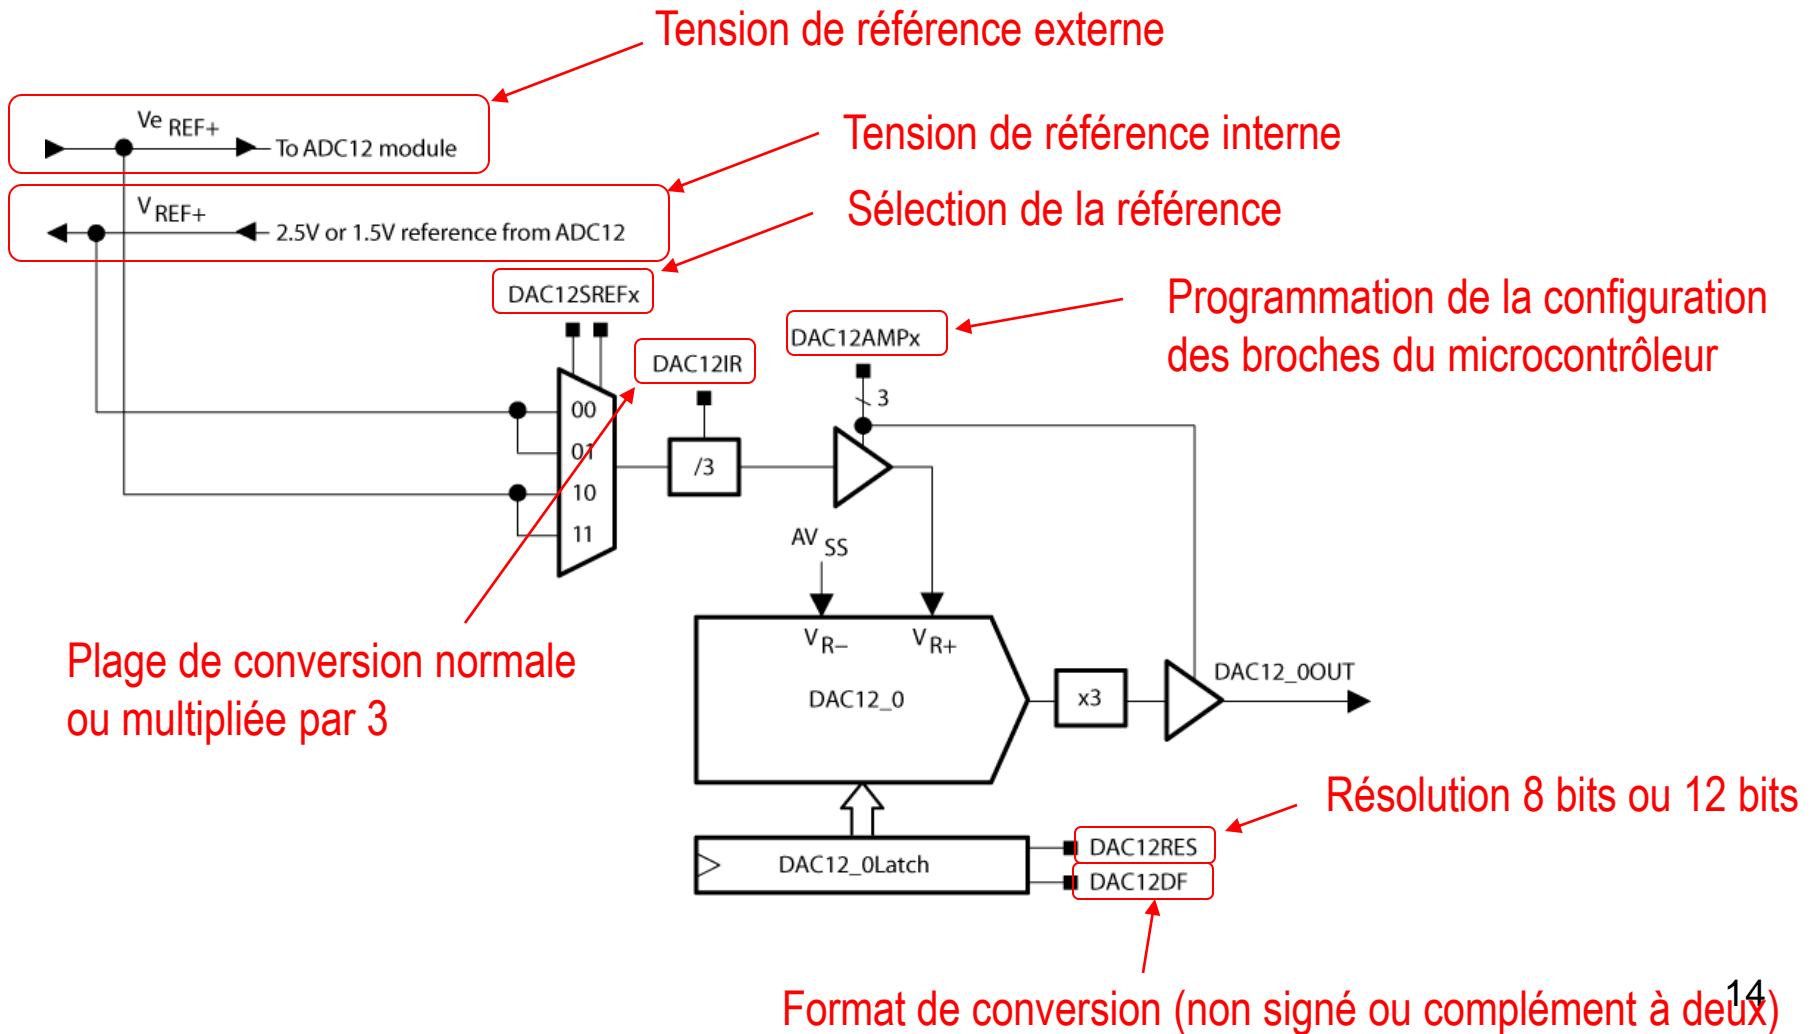 Tension de référence externe
Ve REF+
To ADC12 module
Tension de référence interne
V REF+
2.5V or 1.5V reference from ADC12
Sélection de la référence
DAC12SREFx
Programmation de la configuration
des broches du microcontrôleur
DAC12AMPx
DAC12IR
3
00
01
10
11
/3
AV SS
V R−
V R+
DAC12_0
x3
DAC12_0OUT
Plage de conversion normale
ou multipliée par 3
Résolution 8 bits ou 12 bits
DAC12_0Latch
DAC12RES
DAC12DF
Format de conversion (non signé ou complément à deux)
14